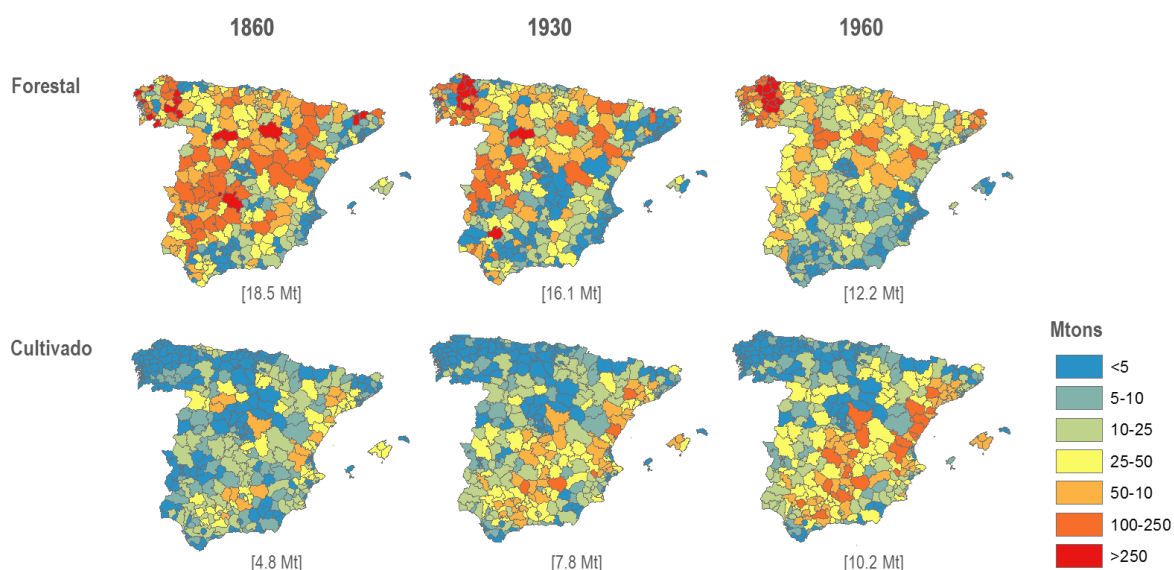 1860 1930 1960
Forestal
[18.5 Mt] [16.1 Mt] [12.2 Mt]
Cultivado
Mtons
<5
5-10
10-25
25-50
50-10
100-250
>250
[4.8 Mt] [7.8 Mt] [10.2 Mt]